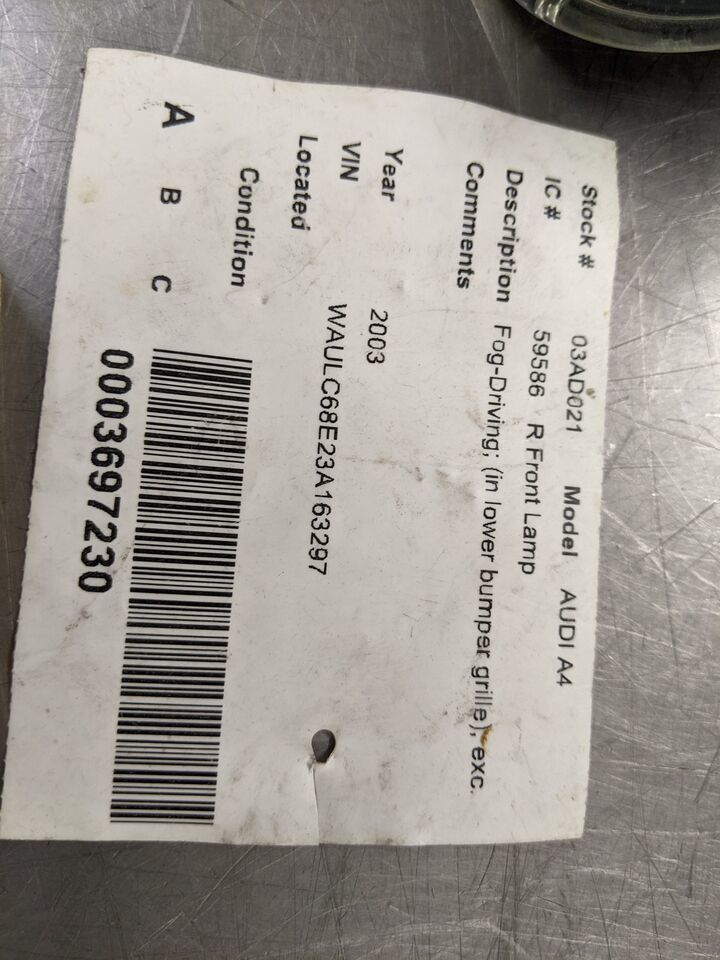 Stock # 03AD021 Model AUDI A4
IC # 59586 R Front Lamp
Description Fog-Driving; (in lower bumper grille), exc.
Comments
Year 2003
VIN WAULC68E23A163297
Located
Condition
A B C
0003697230